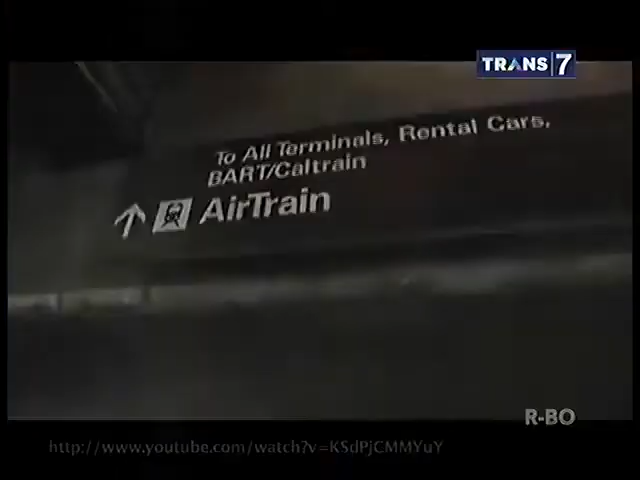 TRANS 7
To All Terminals, Rental Cars,
BART/Caltrain
AirTrain
R-BO
http://www.youtube.com/watch?v=KSdPjCMMYuY